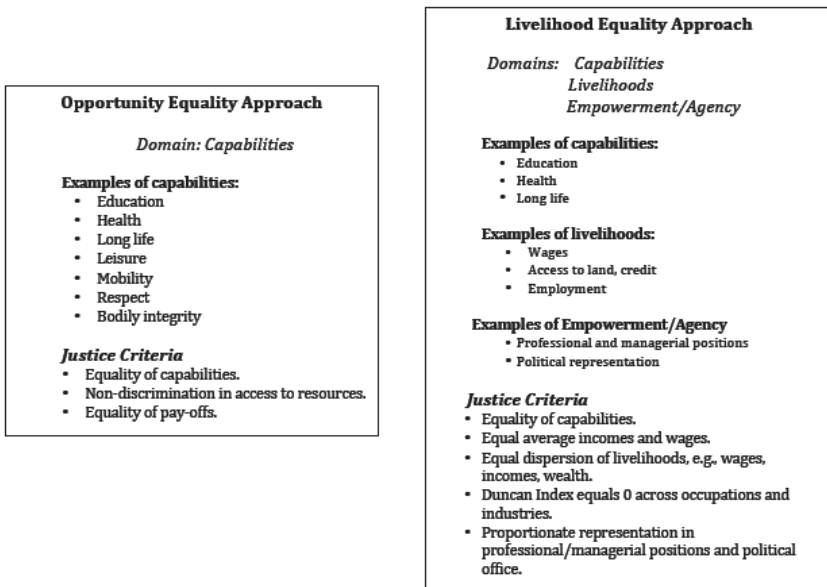 Opportunity Equality Approach
Domain: Capabilities
Examples of capabilities:
• Education
• Health
• Long life
• Leisure
• Mobility
• Respect
• Bodily integrity
Justice Criteria
• Equality of capabilities.
• Non-discrimination in access to resources.
• Equality of pay-offs.
Livelihood Equality Approach
Domains: Capabilities
Livelihoods
Empowerment/Agency
Examples of capabilities:
• Education
• Health
• Long life
Examples of livelihoods:
• Wages
• Access to land, credit
• Employment
Examples of Empowerment/Agency
• Professional and managerial positions
• Political representation
Justice Criteria
• Equality of capabilities.
• Equal average incomes and wages.
• Equal dispersion of livelihoods, e.g., wages,
incomes, wealth.
• Duncan Index equals 0 across occupations and
industries.
• Proportionate representation in
professional/managerial positions and political
office.